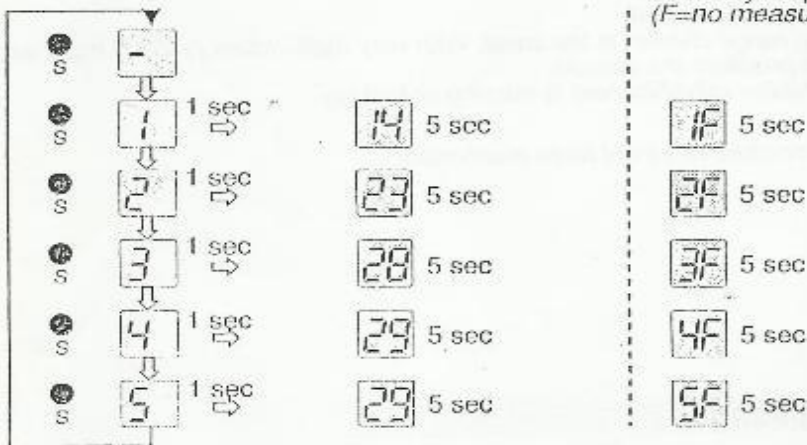 (F=no measu
S -
S 1 1 sec 14 5 sec 1F 5 sec
S 2 1 sec 23 5 sec 2F 5 sec
S 3 1 sec 28 5 sec 3F 5 sec
S 4 1 sec 29 5 sec 4F 5 sec
S 5 1 sec 29 5 sec 5F 5 sec